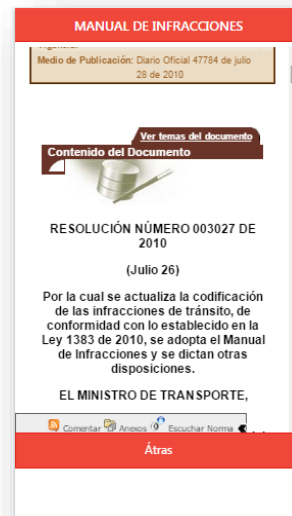 MANUAL DE INFRACCIONES
Medio de Publicación: Diario Oficial 47784 de julio
28 de 2010
Ver temas del documento
Contenido del Documento
RESOLUCIÓN NÚMERO 003027 DE
2010
(Julio 26)
Por la cual se actualiza la codificación
de las infracciones de tránsito, de
conformidad con lo establecido en la
Ley 1383 de 2010, se adopta el Manual
de Infracciones y se dictan otras
disposiciones.
EL MINISTRO DE TRANSPORTE,
Comentar Anexos Escuchar Norma
Átras